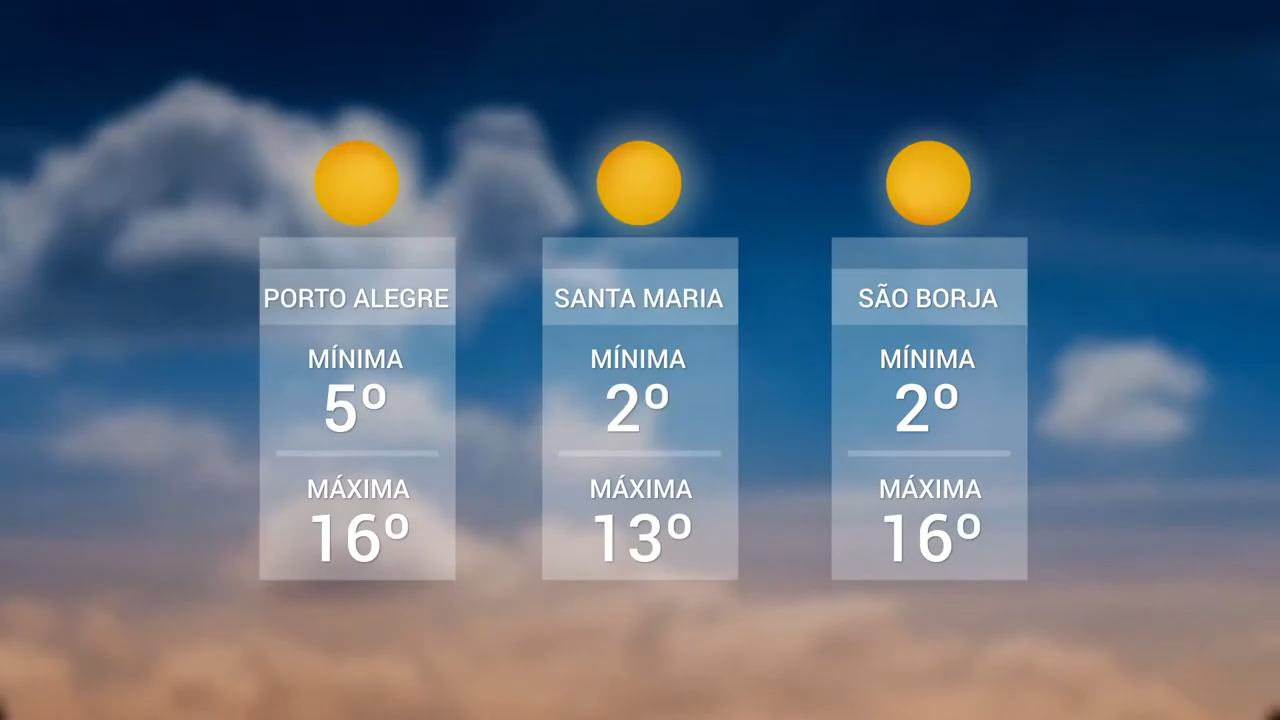 PORTO ALEGRE
MÍNIMA
5º
MÁXIMA
16º
SANTA MARIA
MÍNIMA
2º
MÁXIMA
13º
SÃO BORJA
MÍNIMA
2º
MÁXIMA
16º